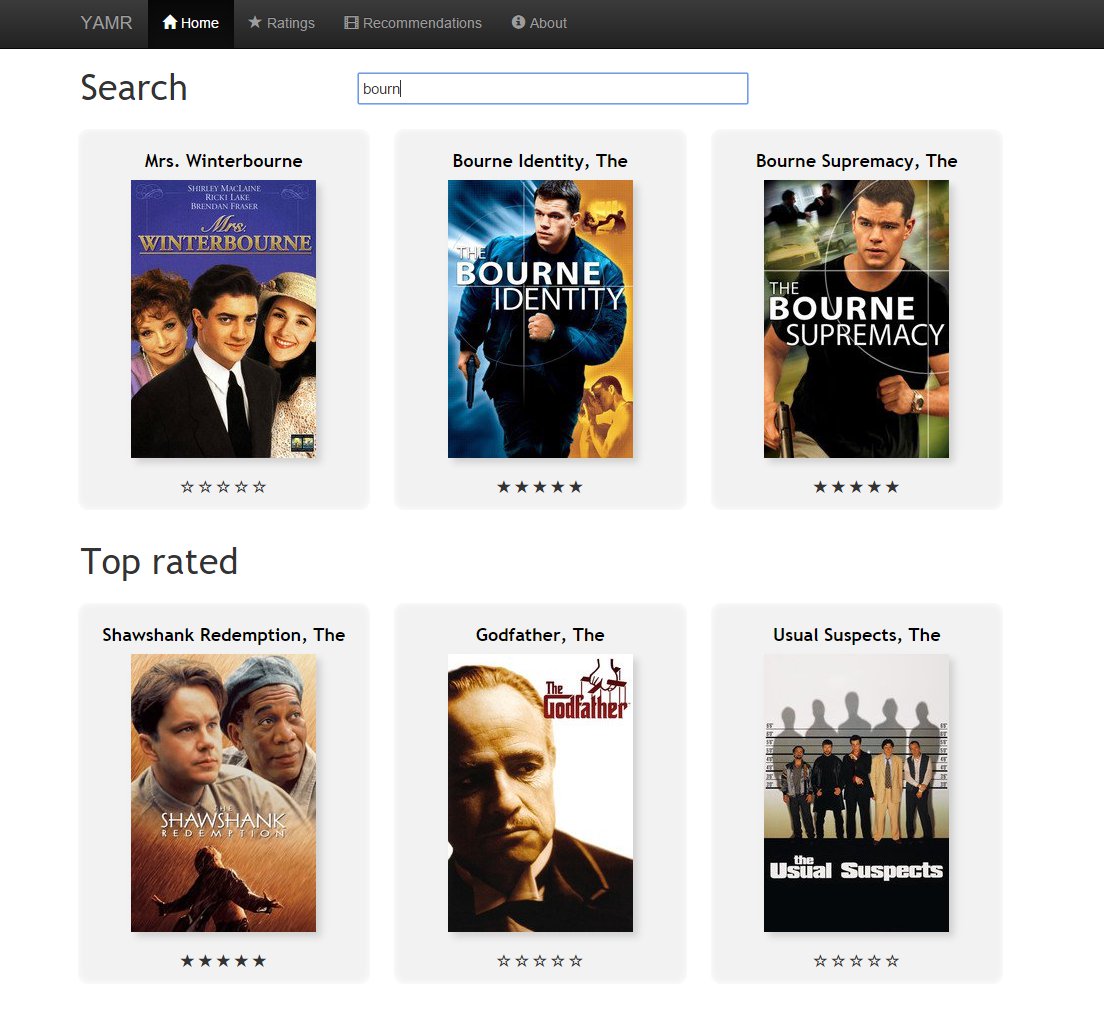 YAMR Home Ratings Recommendations About
Search bourn
Mrs. Winterbourne
Bourne Identity, The
Bourne Supremacy, The
SHIRLEY MACLAINE
RICKI LAKE
BRENDAN FRASER
Mrs.
WINTERBOURNE
THE
BOURNE
IDENTITY
THE
BOURNE
SUPREMACY
Top rated
Shawshank Redemption, The
Godfather, The
Usual Suspects, The
THE
SHAWSHANK
REDEMPTION
The
Godfather
the
Usual Suspects